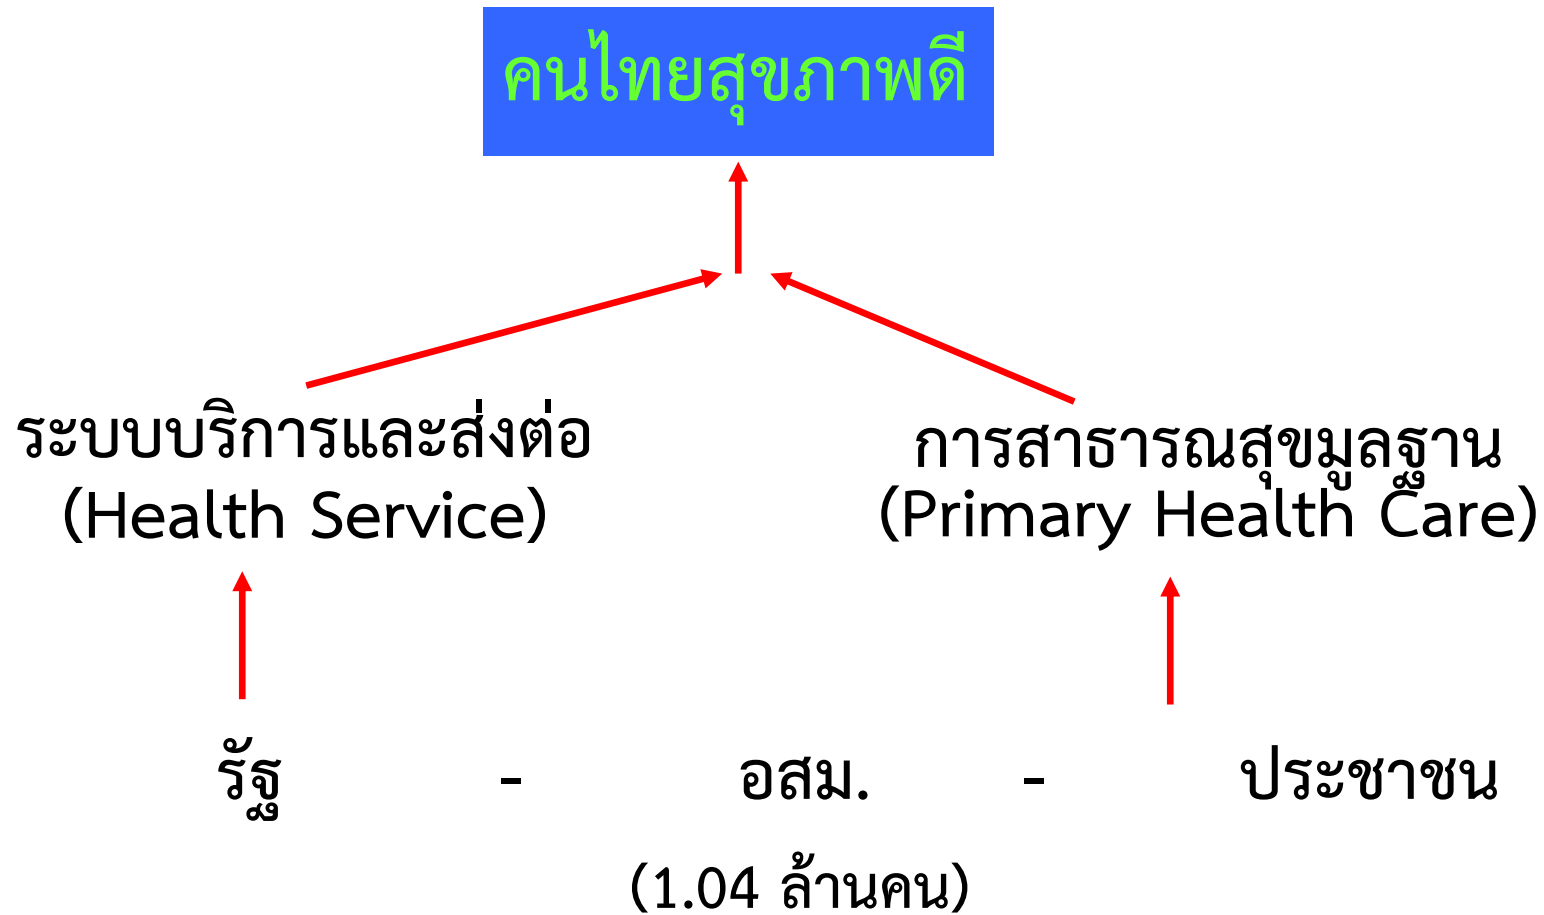 คนไทยสุขภาพดี
ระบบบริการและส่งต่อ
(Health Service)
การสาธารณสุขมูลฐาน
(Primary Health Care)
รัฐ - อสม. - ประชาชน
(1.04 ล้านคน)